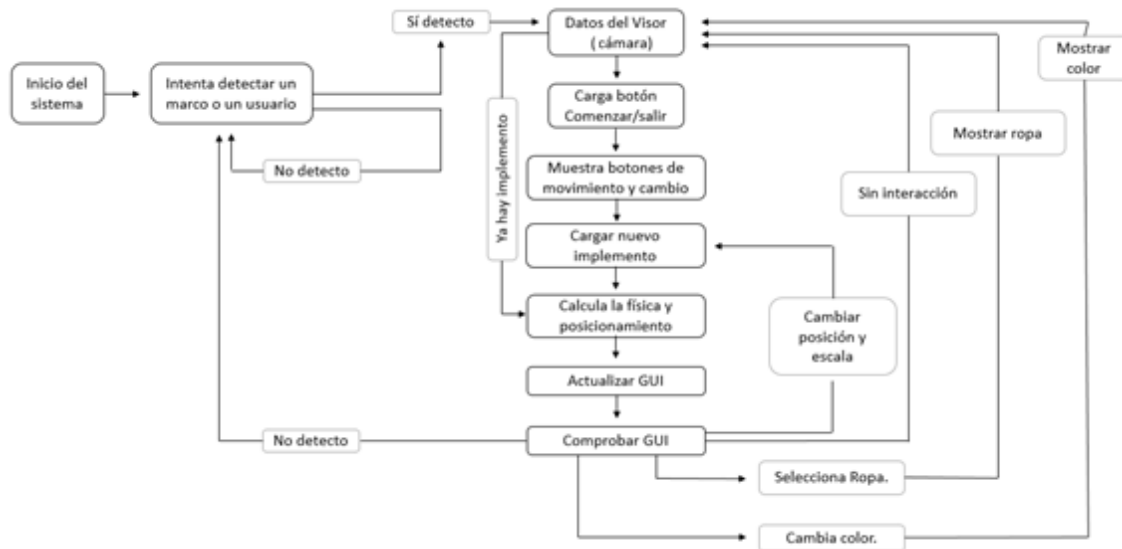 Sí detecto
Datos del Visor
(cámara)
Mostrar
color
Inicio del
sistema
Intenta detectar un
marco o un usuario
Carga botón
Comenzar/salir
Mostrar ropa
No detecto
Ya hay implemento
Muestra botones de
movimiento y cambio
Sin interacción
Cargar nuevo
implemento
Calcula la física y
posicionamiento
Cambiar
posición y
escala
Actualizar GUI
No detecto
Comprobar GUI
Selecciona Ropa.
Cambia color.